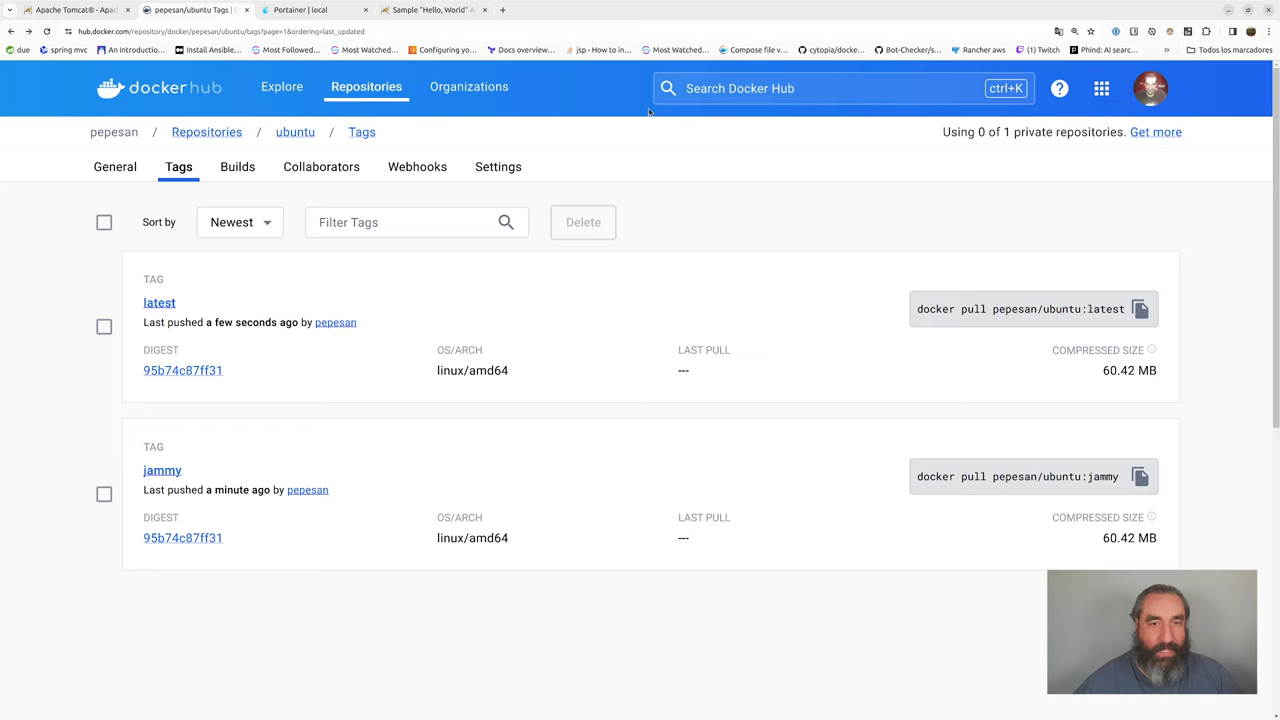 Apache Tomcat® - Apac
pepesan/ubuntu Tags | D
Portainer | local
Sample "Hello, World" A
hub.docker.com/repository/docker/pepesan/ubuntu/tags?page=1&ordering=last_updated
due
spring mvc
An Introductio...
Install Ansible...
Most Followed...
Most Watched...
Configuring yo...
Docs overview...
jsp - How to in...
Most Watched...
Compose file v...
cytopia/docke...
Bot-Checker/s...
Rancher aws
(1) Twitch
Phind: AI searc...
»
Todos los marcadores
dockerhub
Explore
Repositories
Organizations
Search Docker Hub
ctrl+K
pepesan / Repositories / ubuntu / Tags
Using 0 of 1 private repositories. Get more
General
Tags
Builds
Collaborators
Webhooks
Settings
Sort by
Newest
Filter Tags
Delete
TAG
latest
Last pushed a few seconds ago by pepesan
docker pull pepesan/ubuntu:latest
DIGEST
OS/ARCH
LAST PULL
COMPRESSED SIZE
95b74c87ff31
linux/amd64
---
60.42 MB
TAG
jammy
Last pushed a minute ago by pepesan
docker pull pepesan/ubuntu:jammy
DIGEST
OS/ARCH
LAST PULL
COMPRESSED SIZE
95b74c87ff31
linux/amd64
---
60.42 MB